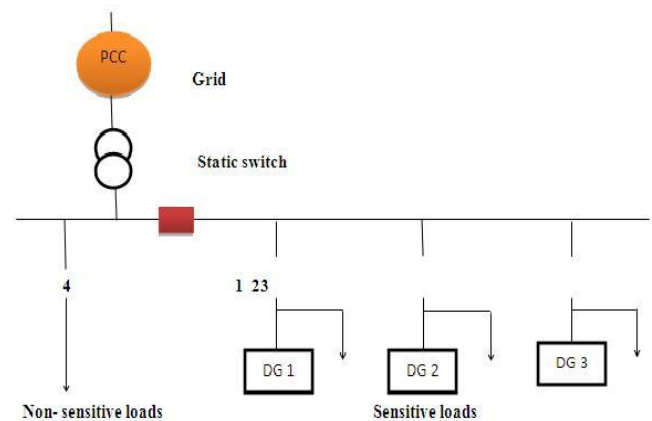 PCC
Grid
Static switch
4
1 23
DG 1
DG 2
DG 3
Non- sensitive loads
Sensitive loads